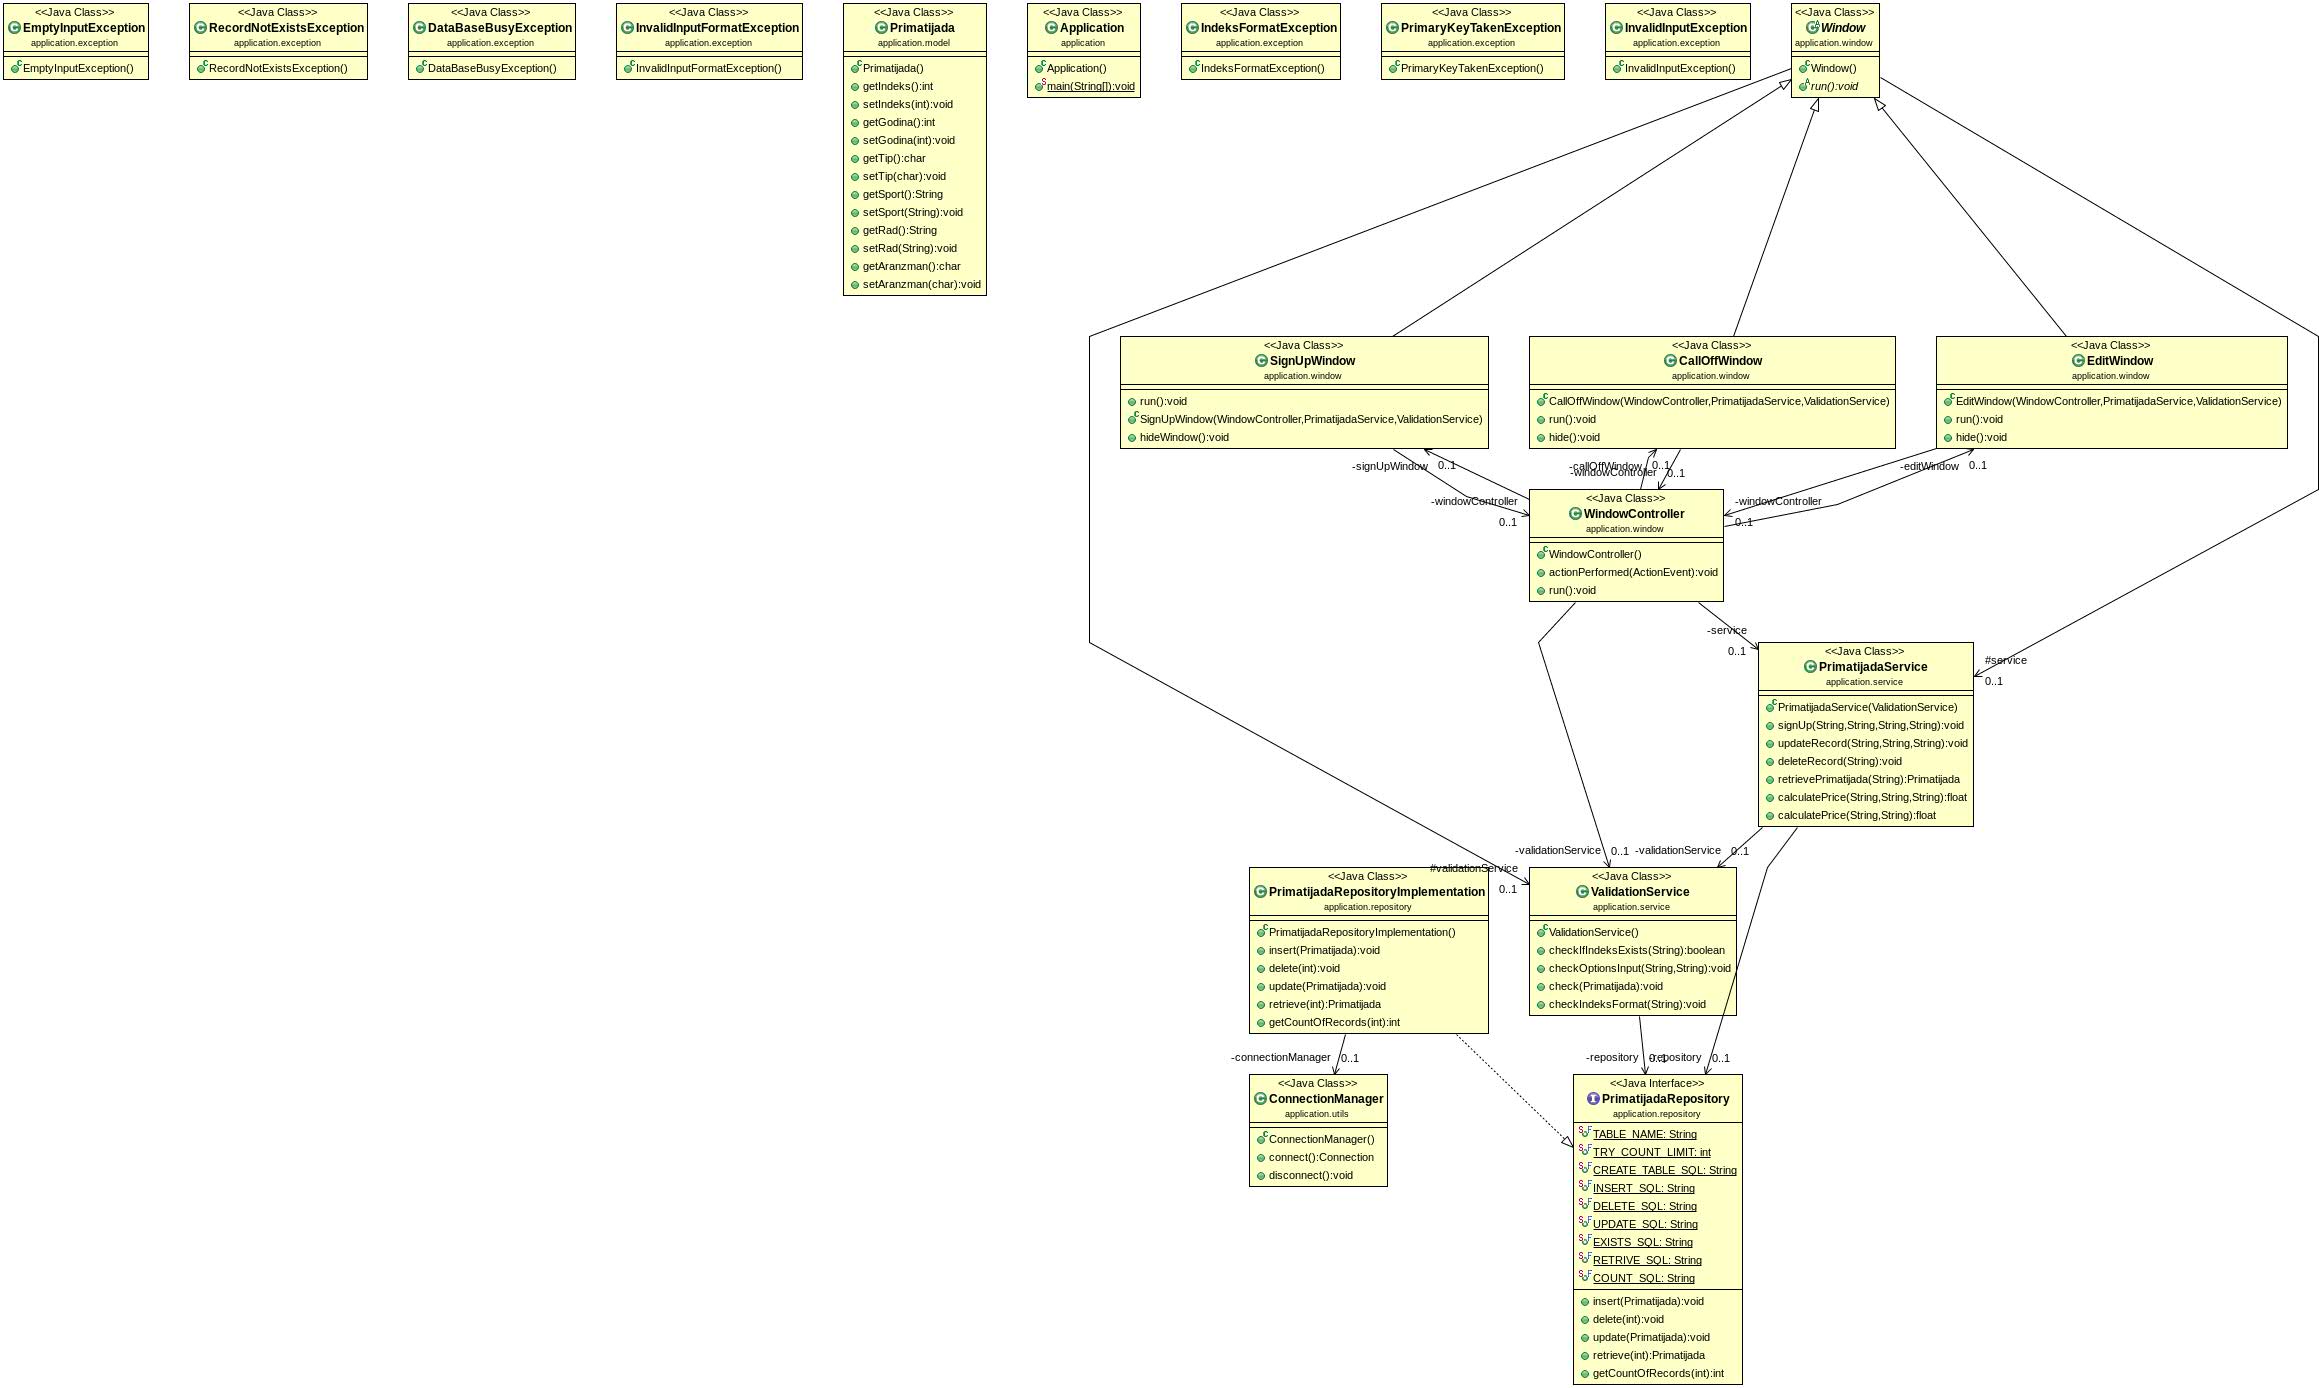 <<Java Class>>
EmptyInputException
application.exception
EmptyInputException()
<<Java Class>>
RecordNotExistsException
application.exception
RecordNotExistsException()
<<Java Class>>
DataBaseBusyException
application.exception
DataBaseBusyException()
<<Java Class>>
InvalidInputFormatException
application.exception
InvalidInputFormatException()
<<Java Class>>
Primatijada
application.model
Primatijada()
getIndeks():int
setIndeks(int):void
getGodina():int
setGodina(int):void
getTip():char
setTip(char):void
getSport():String
setSport(String):void
getRad():String
setRad(String):void
getAranzman():char
setAranzman(char):void
<<Java Class>>
Application
application
Application()
main(String[]):void
<<Java Class>>
IndeksFormatException
application.exception
IndeksFormatException()
<<Java Class>>
PrimaryKeyTakenException
application.exception
PrimaryKeyTakenException()
<<Java Class>>
InvalidInputException
application.exception
InvalidInputException()
<<Java Class>>
Window
application.window
Window()
run():void
<<Java Class>>
SignUpWindow
application.window
run():void
SignUpWindow(WindowController,PrimatijadaService,ValidationService)
hideWindow():void
<<Java Class>>
CallOffWindow
application.window
CallOffWindow(WindowController,PrimatijadaService,ValidationService)
run():void
hide():void
<<Java Class>>
EditWindow
application.window
EditWindow(WindowController,PrimatijadaService,ValidationService)
run():void
hide():void
-signUpWindow
0..1
-windowController
0..1
-callOffWindow
0..1
-windowController
0..1
-editWindow
0..1
-windowController
0..1
<<Java Class>>
WindowController
application.window
WindowController()
actionPerformed(ActionEvent):void
run():void
-service
0..1
#service
0..1
<<Java Class>>
PrimatijadaService
application.service
PrimatijadaService(ValidationService)
signUp(String,String,String,String):void
updateRecord(String,String,String):void
deleteRecord(String):void
retrievePrimatijada(String):Primatijada
calculatePrice(String,String,String):float
calculatePrice(String,String):float
-validationService
0..1
-validationService
0..1
#validationService
0..1
<<Java Class>>
PrimatijadaRepositoryImplementation
application.repository
PrimatijadaRepositoryImplementation()
insert(Primatijada):void
delete(int):void
update(Primatijada):void
retrieve(int):Primatijada
getCountOfRecords(int):int
<<Java Class>>
ValidationService
application.service
ValidationService()
checkIfIndeksExists(String):boolean
checkOptionsInput(String,String):void
check(Primatijada):void
checkIndeksFormat(String):void
-connectionManager
0..1
-repository
0..1
-repository
0..1
<<Java Class>>
ConnectionManager
application.utils
ConnectionManager()
connect():Connection
disconnect():void
<<Java Interface>>
PrimatijadaRepository
application.repository
TABLE_NAME: String
TRY_COUNT_LIMIT: int
CREATE_TABLE_SQL: String
INSERT_SQL: String
DELETE_SQL: String
UPDATE_SQL: String
EXISTS_SQL: String
RETRIVE_SQL: String
COUNT_SQL: String
insert(Primatijada):void
delete(int):void
update(Primatijada):void
retrieve(int):Primatijada
getCountOfRecords(int):int